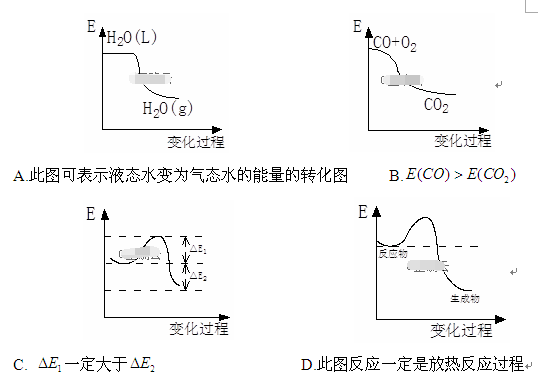 E
H2O(L)
H2O(g)
变化过程
E
CO+O2
CO2
变化过程
A.此图可表示液态水变为气态水的能量的转化图
B.E(CO)>E(CO₂)
E
△E₁
△E₂
变化过程
E
反应物
生成物
变化过程
C. ΔE₁一定大于ΔE₂
D.此图反应一定是放热反应过程